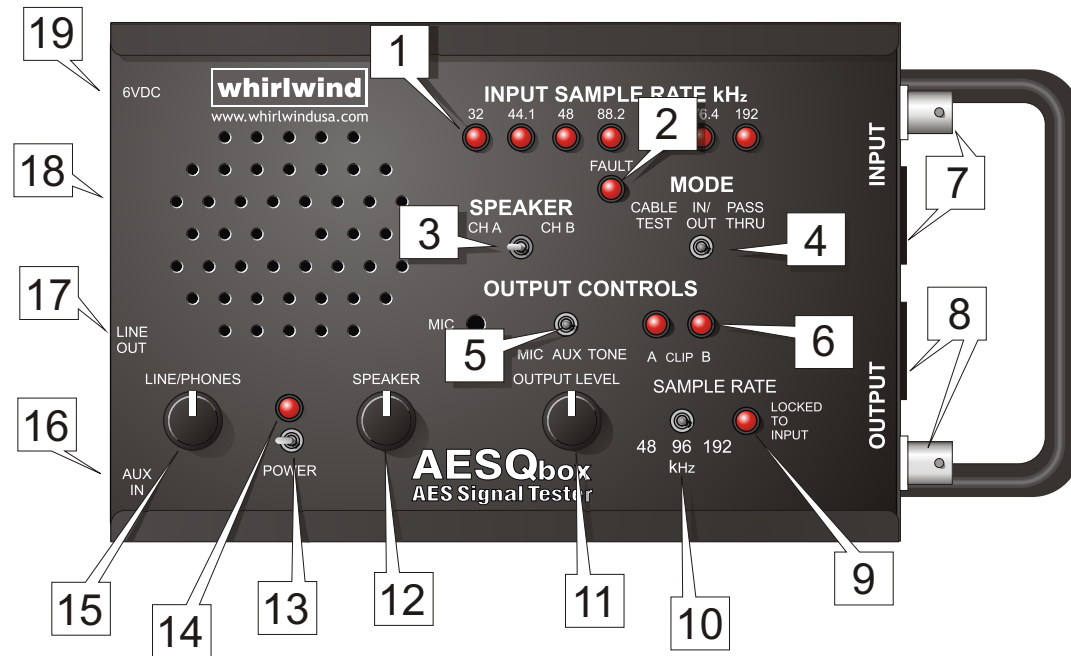 19
1
6VDC
whirlwind
www.whirlwindusa.com
INPUT SAMPLE RATE kHz
32 44.1 48 88.2 192
2
FAULT
INPUT
18
7
MODE
CABLE TEST
IN/ OUT
PASS THRU
SPEAKER
CH A CH B
3
4
OUTPUT CONTROLS
17
LINE
OUT
MIC
5
MIC AUX TONE
6
A CLIP B
8
OUTPUT
LINE/PHONES
SPEAKER
OUTPUT LEVEL
SAMPLE RATE
LOCKED
TO
INPUT
48 96 192
kHz
16
AUX
IN
POWER
AESQbox
AES Signal Tester
15
14
13
12
11
10
9